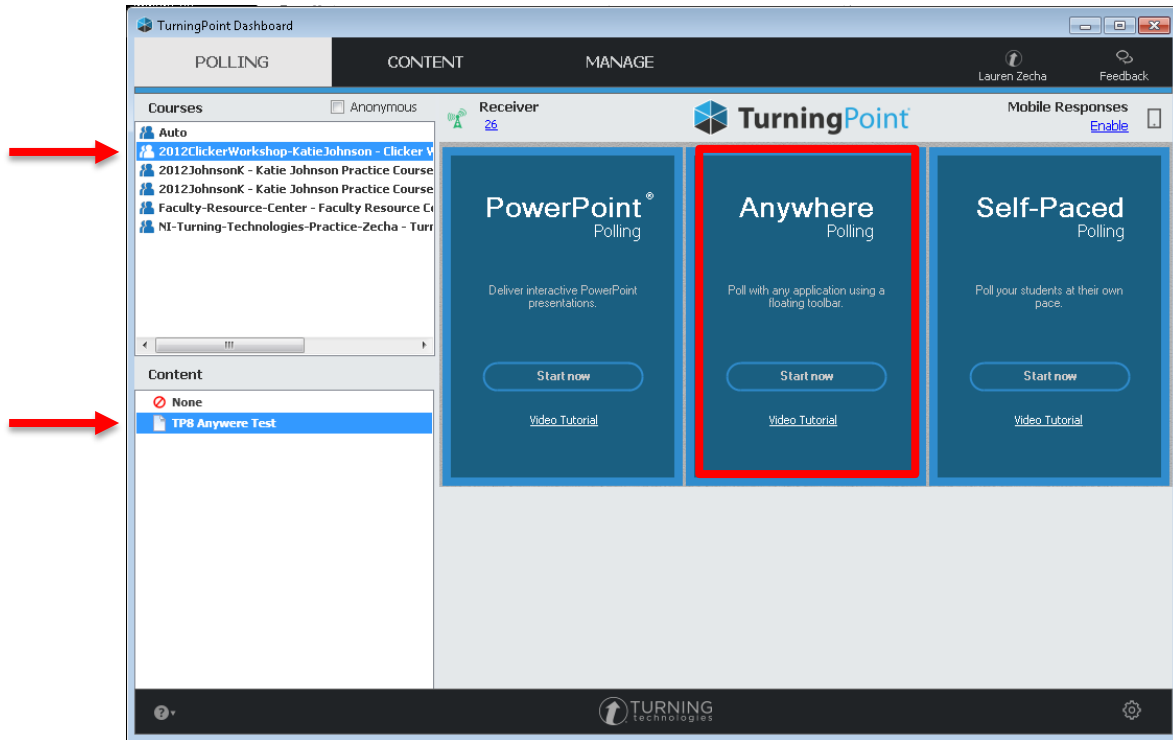 TurningPoint Dashboard
POLLING
CONTENT
MANAGE
Lauren Zecha
Feedback
Courses
Anonymous
Auto
2012ClickerWorkshop-KatieJohnson - Clicker W
2012JohnsonK - Katie Johnson Practice Course
2012JohnsonK - Katie Johnson Practice Course
Faculty-Resource-Center - Faculty Resource
NI-Turning-Technologies-Practice-Zecha - Turr
Content
None
TP8 Anywere Test
Receiver
26
TurningPoint
Mobile Responses
Enable
PowerPoint®
Polling
Deliver interactive PowerPoint
presentations.
Start now
Video Tutorial
Anywhere
Polling
Poll with any application using a
floating toolbar.
Start now
Video Tutorial
Self-Paced
Polling
Poll your students at their own
pace.
Start now
Video Tutorial
TURNING
technologies